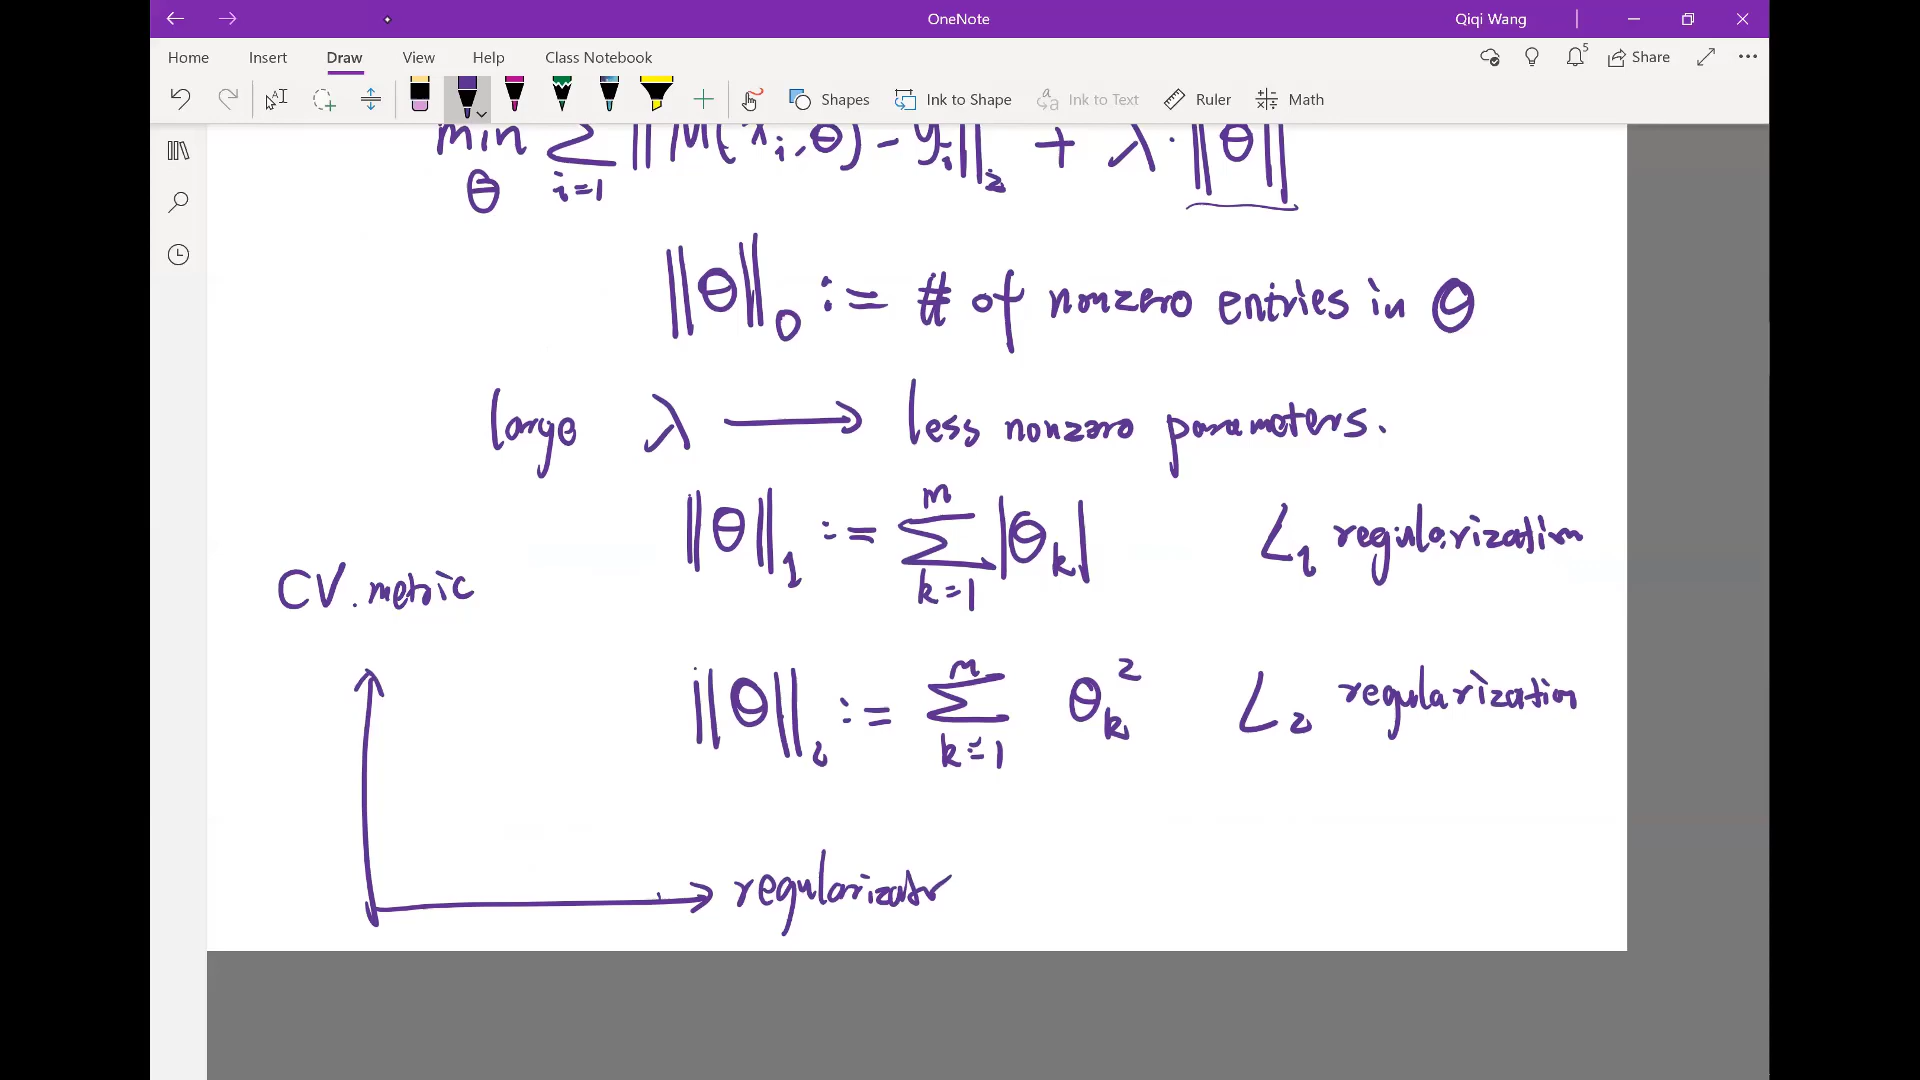 OneNote
Qiqi Wang
Home Insert Draw View Help Class Notebook
5
Share
Shapes Ink to Shape Ink to Text Ruler Math
min Σ ||M(x_i, θ) - y_i||_2 + λ · ||θ||
θ i=1
||θ||_0 := # of nonzero entries in θ
large λ → less nonzero parameters.
||θ||_1 := Σ_{k=1}^m |θ_k| L_1 regularization
CV. metric
||θ||_2 := Σ_{k=1}^m θ_k^2 L_2 regularization